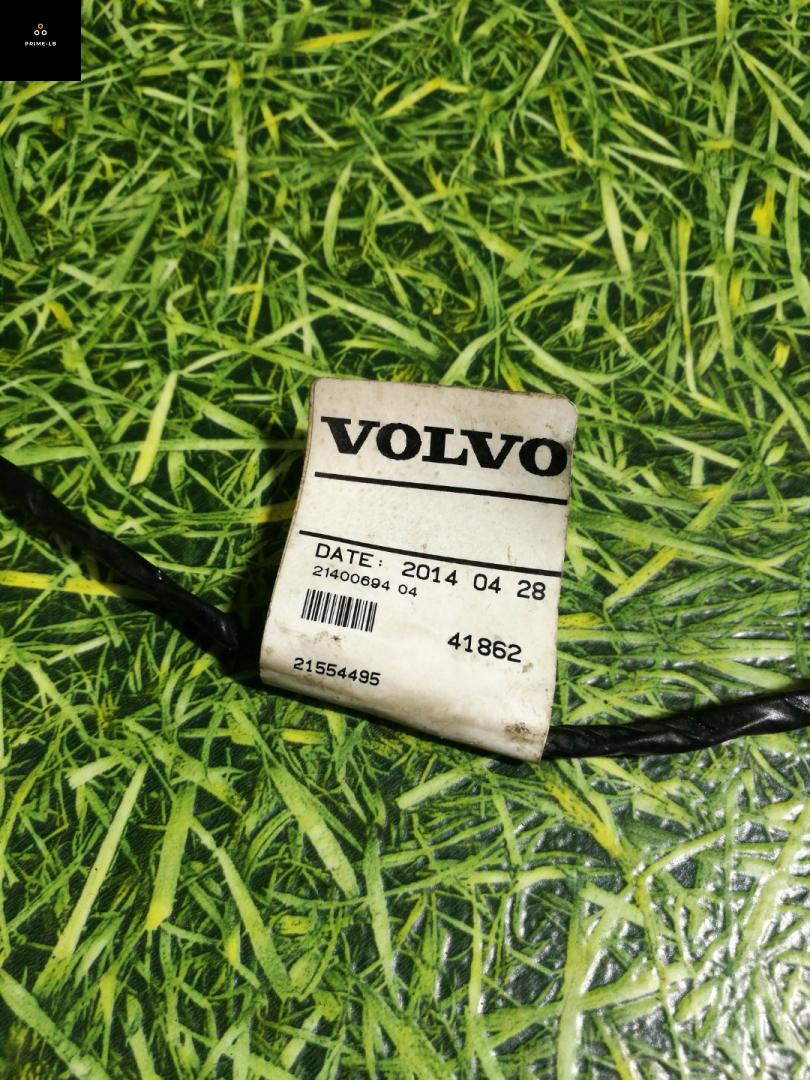 PRIME-LB
VOLVO
DATE: 2014 04 28
21400694 04
41862
21554495